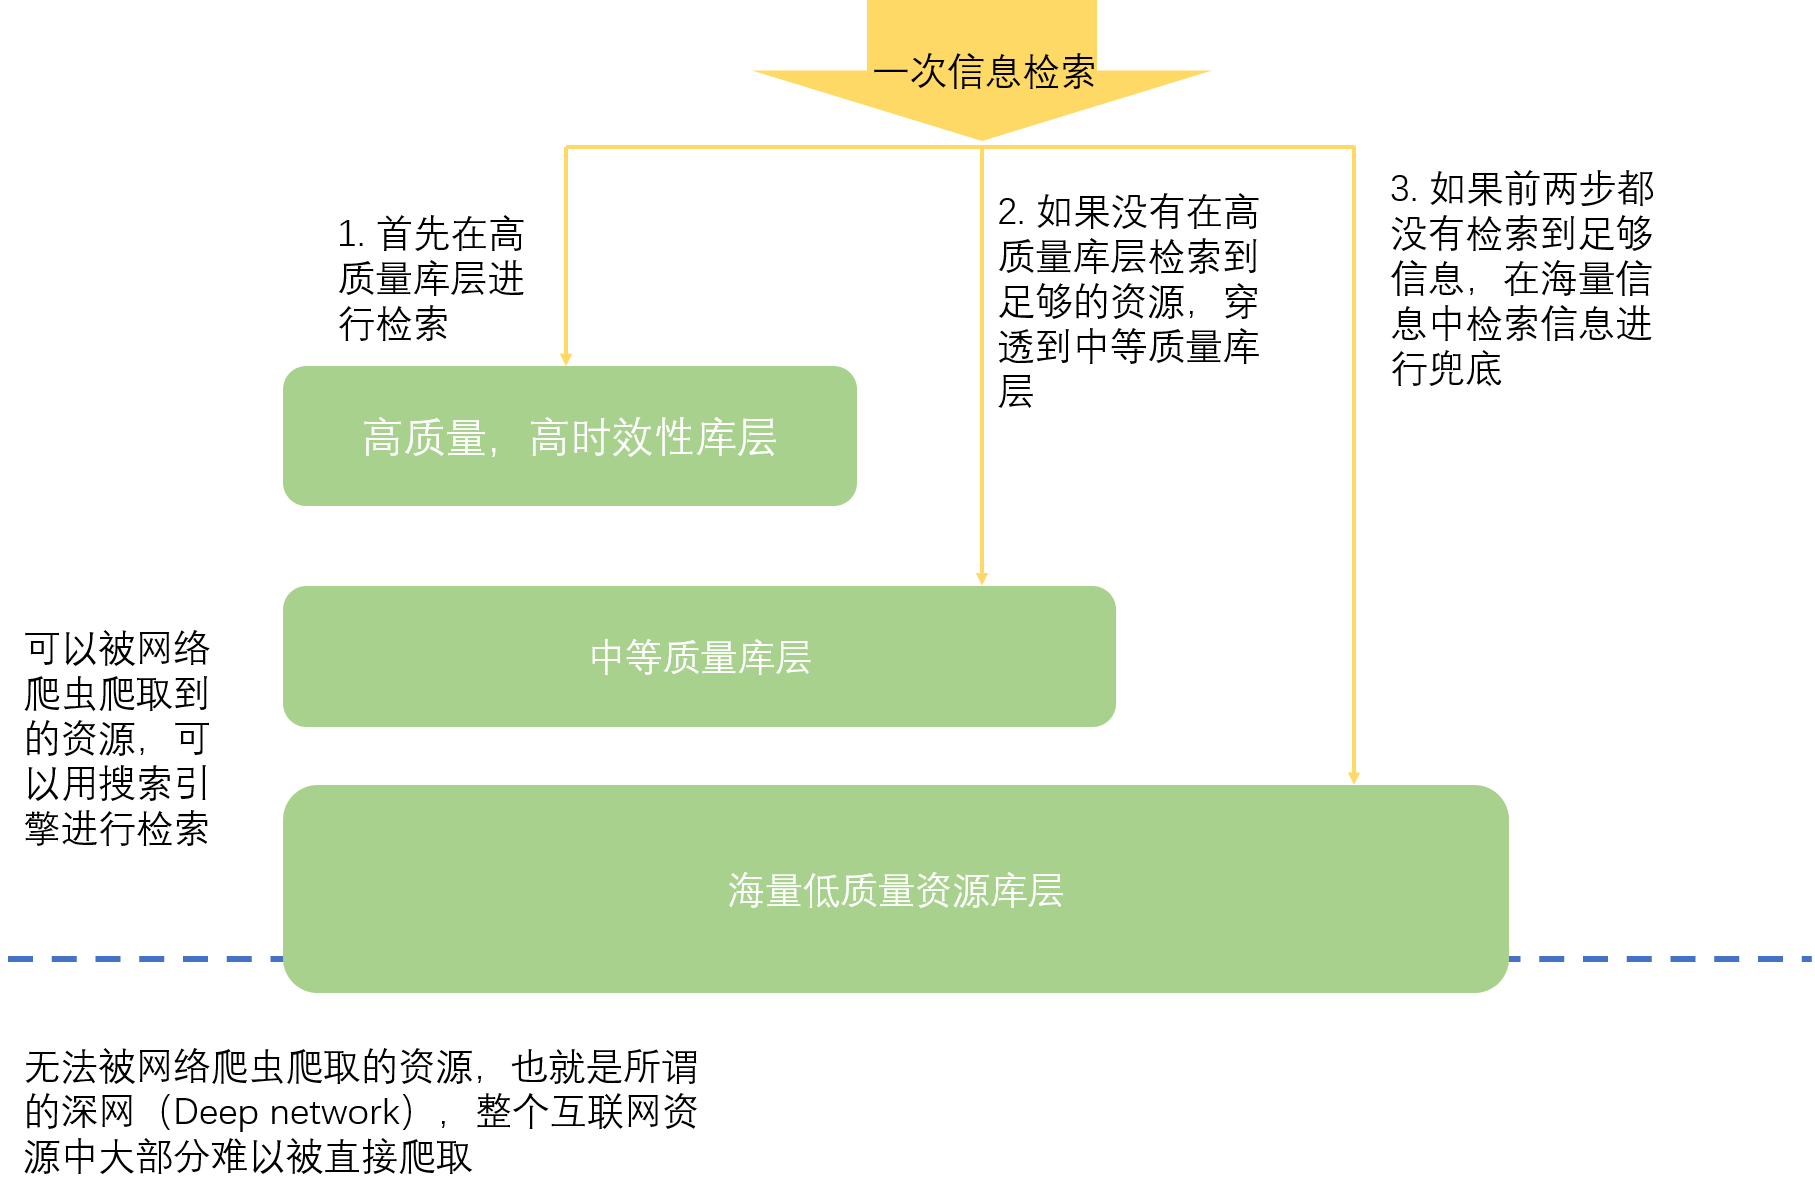 一次信息检索
1. 首先在高
质量库层进
行检索
2. 如果没有在高
质量库层检索到
足够的资源，穿
透到中等质量库
层
3. 如果前两步都
没有检索到足够
信息，在海量信
息中检索信息进
行兜底
高质量，高时效性库层
中等质量库层
可以被网络
爬虫爬取到
的资源，可
以用搜索引
擎进行检索
海量低质量资源库层
无法被网络爬虫爬取的资源，也就是所谓
的深网（Deep network），整个互联网资
源中大部分难以被直接爬取